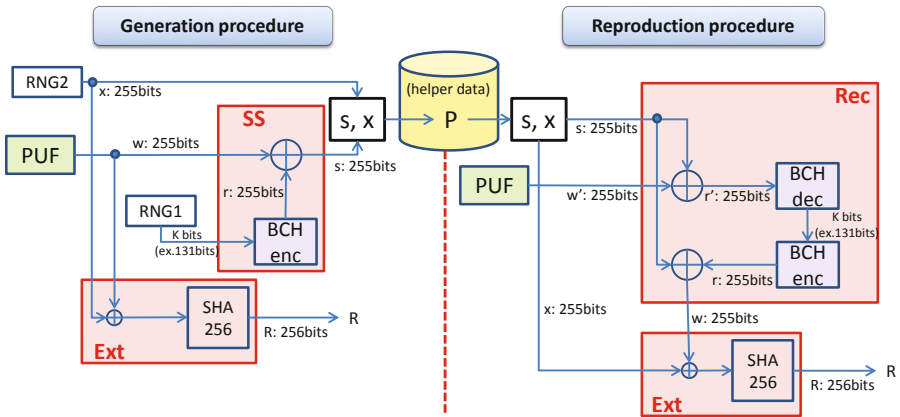 Generation procedure
RNG2
x: 255bits
PUF
w: 255bits
SS
r: 255bits
RNG1
K bits
(ex.131bits)
BCH
enc
s: 255bits
s, x
(helper data)
P
SHA
256
Ext
R: 256bits
R
Reproduction procedure
s, x
s: 255bits
Rec
PUF
w’: 255bits
r’: 255bits
BCH
dec
K bits
(ex.131bits)
BCH
enc
r: 255bits
x: 255bits
w: 255bits
SHA
256
Ext
R: 256bits
R